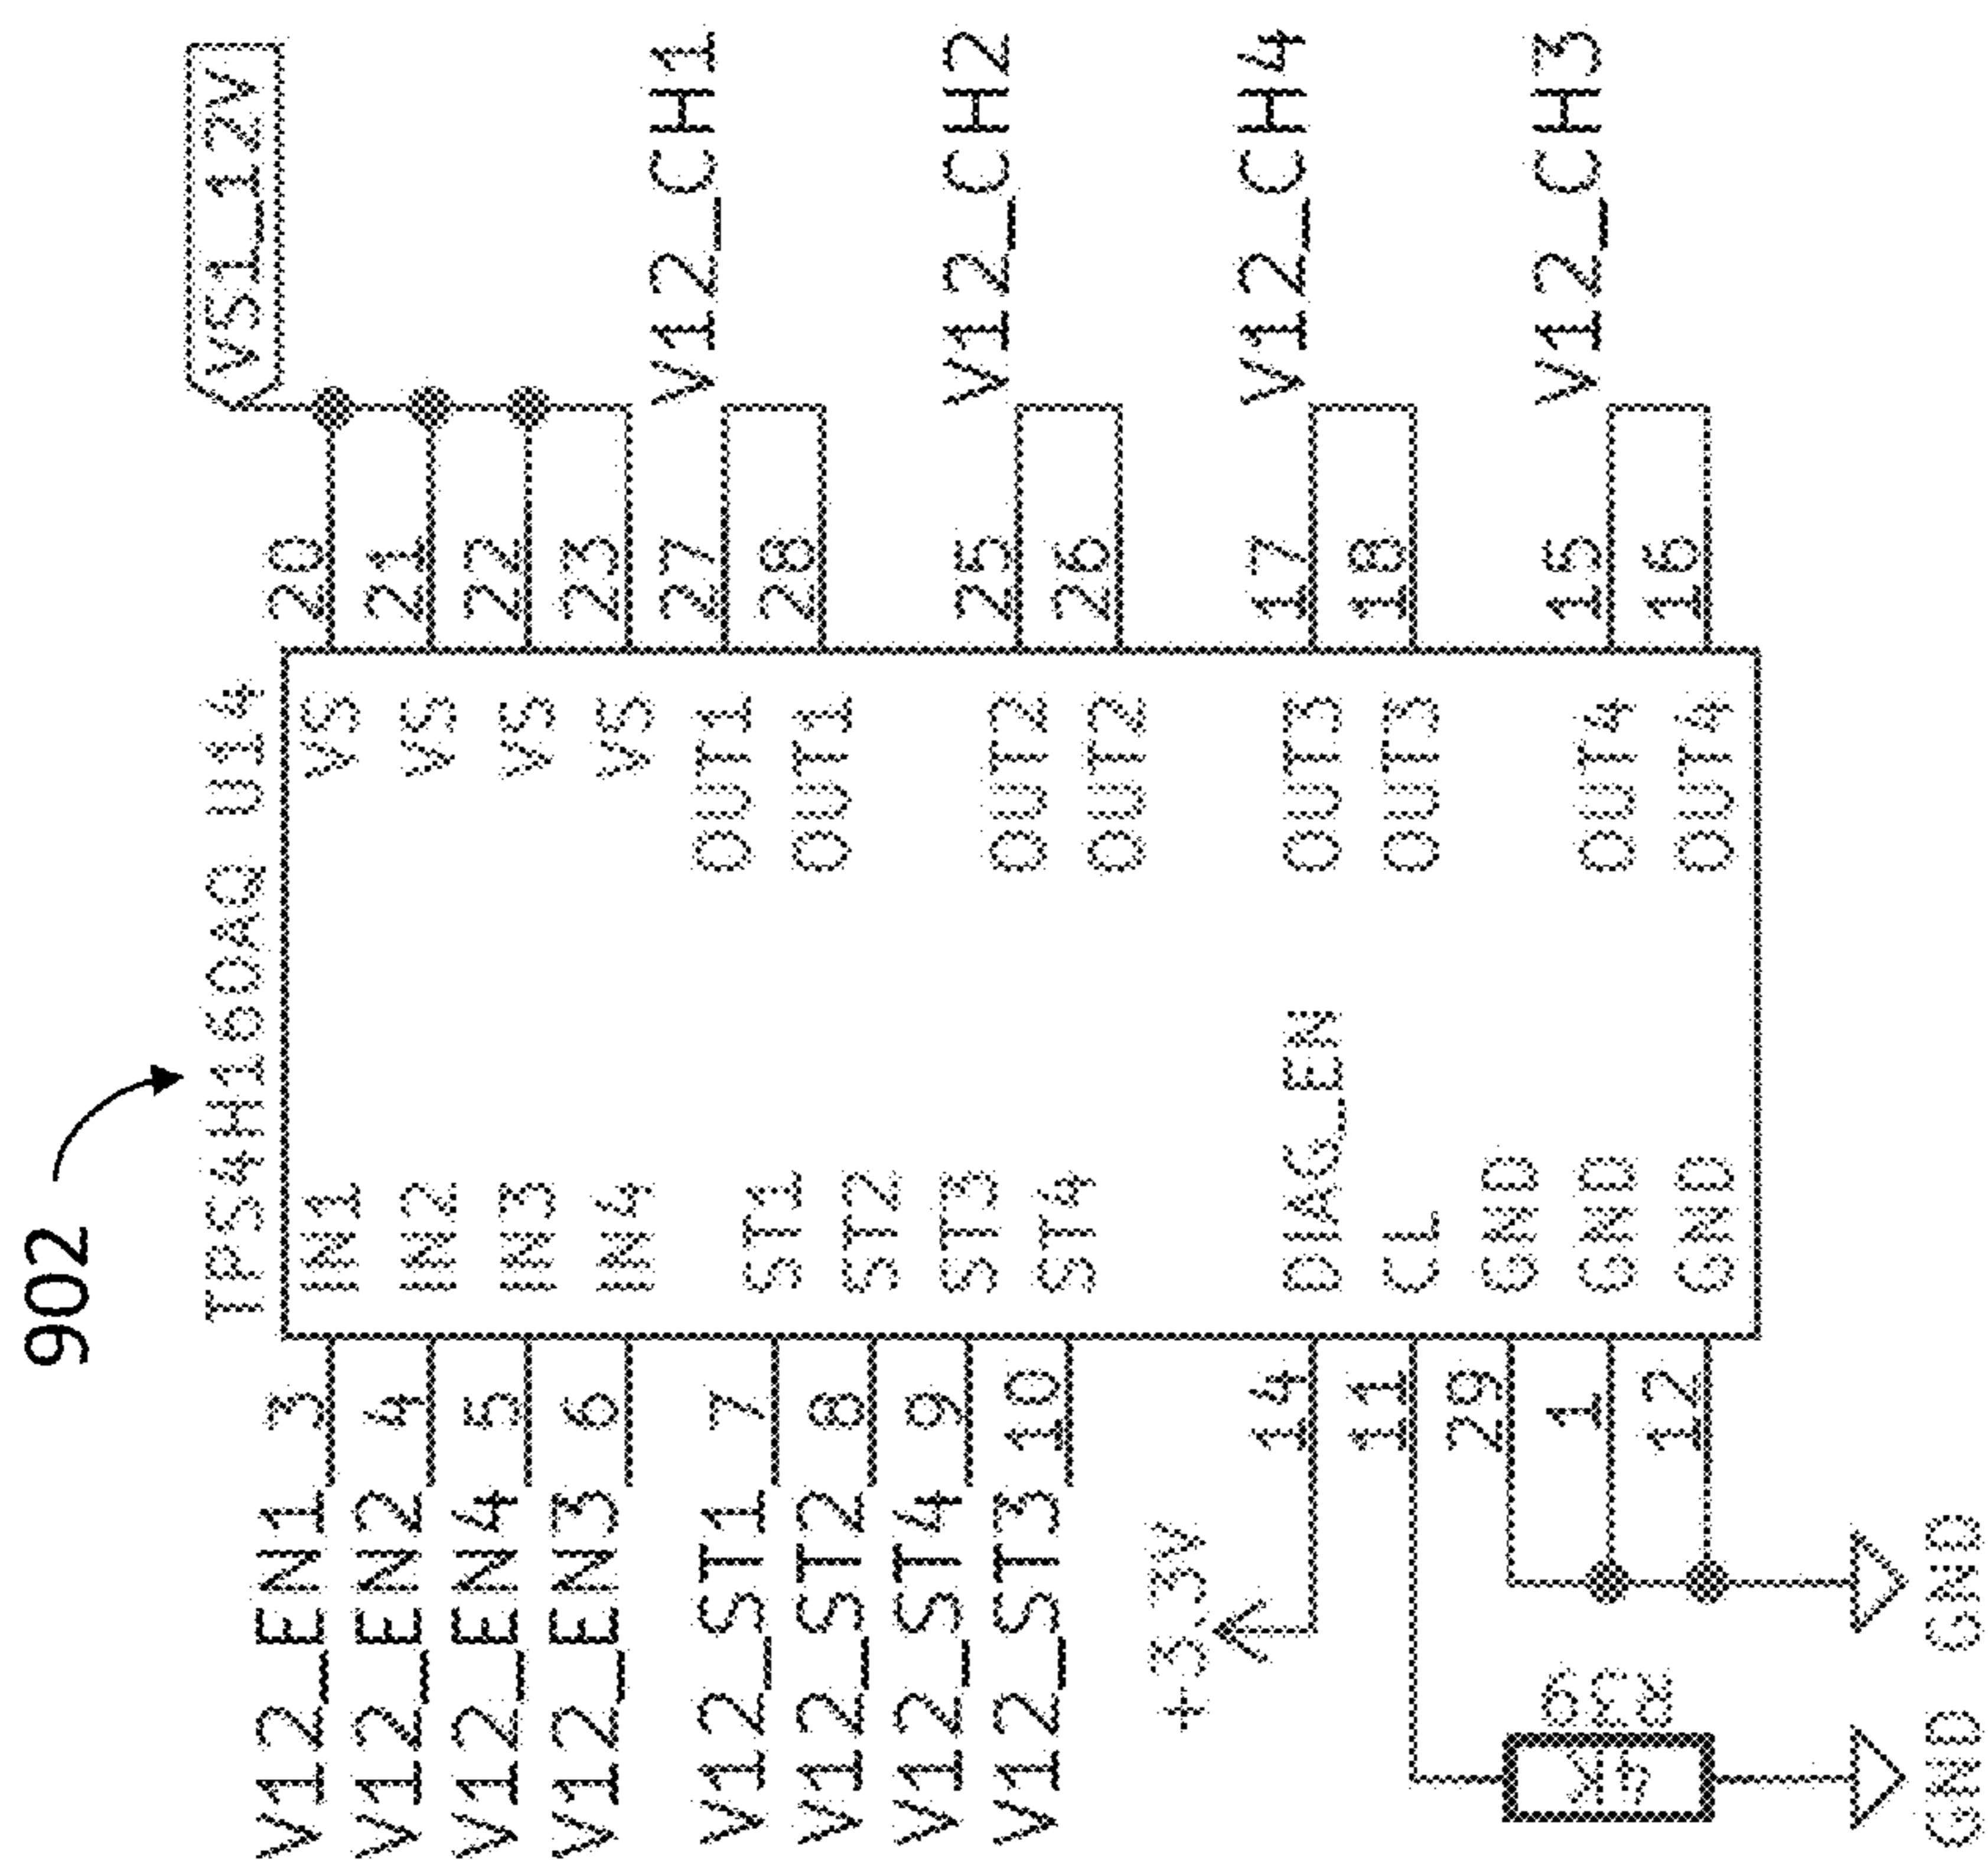 902
TPS4H160AQ U14
V12_EN1 3 IN1 VS 20 VS1_12V
V12_EN2 4 IN2 VS 21
V12_EN4 5 IN3 VS 22
V12_EN3 6 IN4 VS 23
OUT1 27 V12_CH1
V12_ST1 7 ST1
OUT1 28
V12_ST2 8 ST2
V12_ST4 9 ST3
OUT2 25 V12_CH2
V12_ST3 10 ST4
OUT2 26
+3.3V
14 DIAG_EN OUT3 17 V12_CH4
11 CL OUT3 18
29 GND
1 GND OUT4 15 V12_CH3
12 GND OUT4 16
4K R39
GND GND